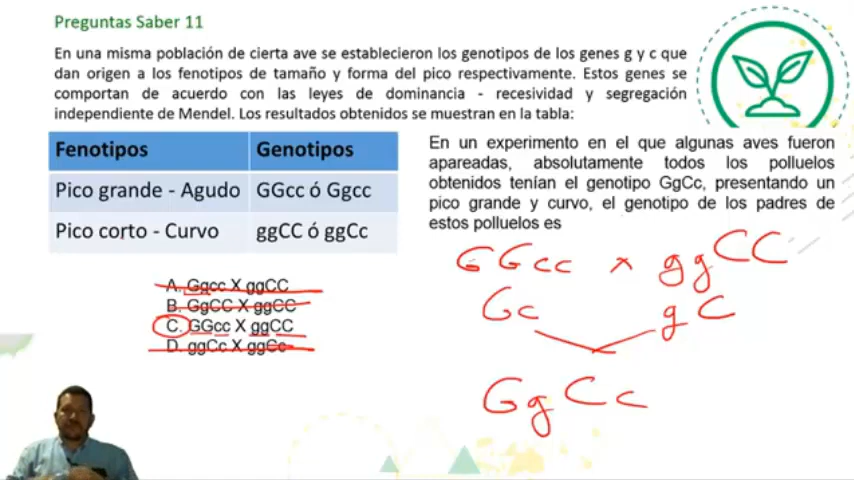 Preguntas Saber 11
En una misma población de cierta ave se establecieron los genotipos de los genes g y c que
dan origen a los fenotipos de tamaño y forma del pico respectivamente. Estos genes se
comportan de acuerdo con las leyes de dominancia - recesividad y segregación
independiente de Mendel. Los resultados obtenidos se muestran en la tabla:
Fenotipos Genotipos
Pico grande - Agudo GGcc ó Ggcc
Pico corto - Curvo ggCC ó ggCc
A. Ggcc X ggCC
B. GgCC X ggCC
C. GGcc X ggCC
D. ggCc X ggCc
En un experimento en el que algunas aves fueron
apareadas, absolutamente todos los polluelos
obtenidos tenían el genotipo GgCc, presentando un
pico grande y curvo, el genotipo de los padres de
estos polluelos es
GGcc x ggCC
Gc gC
GgCc